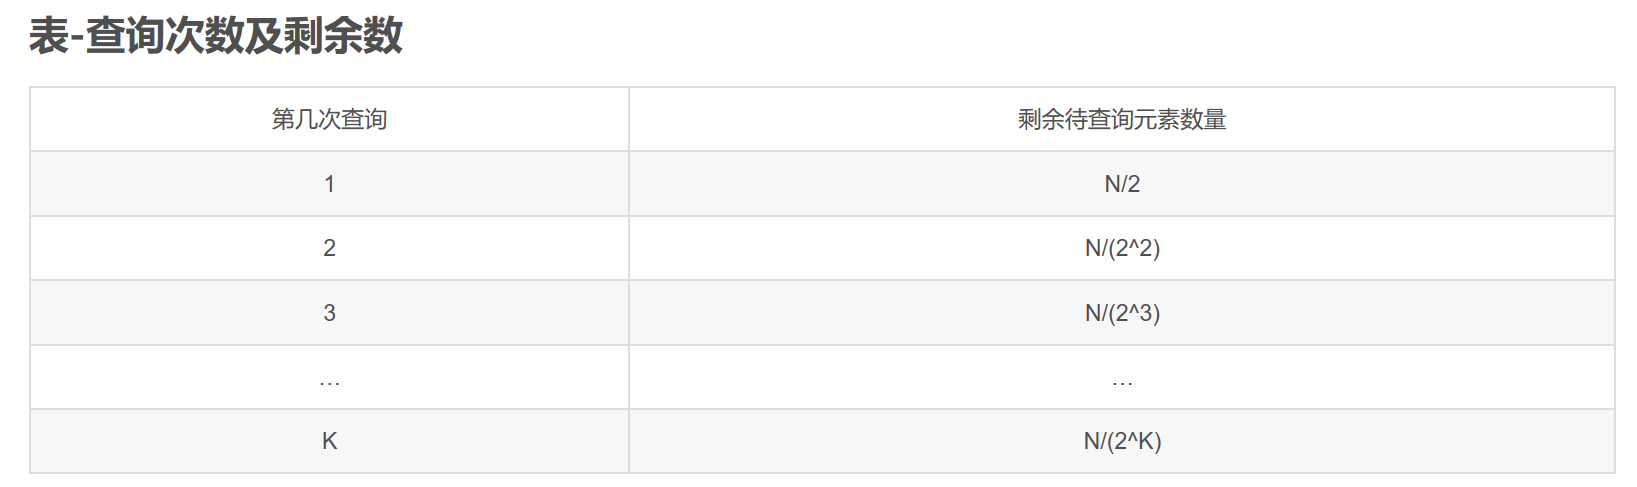 表-查询次数及剩余数
第几次查询 剩余待查询元素数量
1 N/2
2 N/(2^2)
3 N/(2^3)
... ...
K N/(2^K)